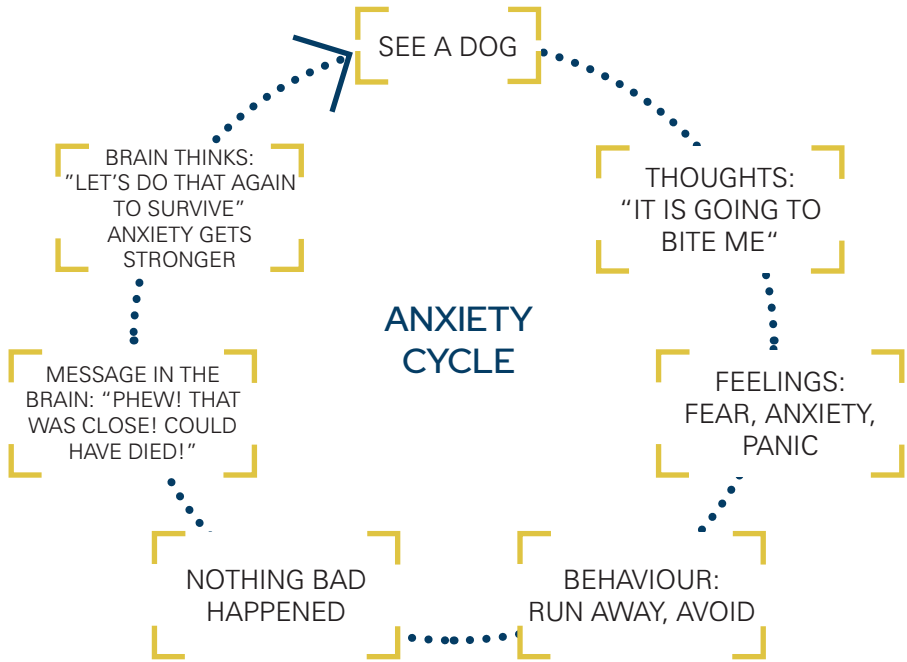 SEE A DOG
THOUGHTS:
“IT IS GOING TO
BITE ME“
FEELINGS:
FEAR, ANXIETY,
PANIC
BEHAVIOUR:
RUN AWAY, AVOID
NOTHING BAD
HAPPENED
MESSAGE IN THE
BRAIN: “PHEW! THAT
WAS CLOSE! COULD
HAVE DIED!”
BRAIN THINKS:
”LET’S DO THAT AGAIN
TO SURVIVE”
ANXIETY GETS
STRONGER
ANXIETY
CYCLE